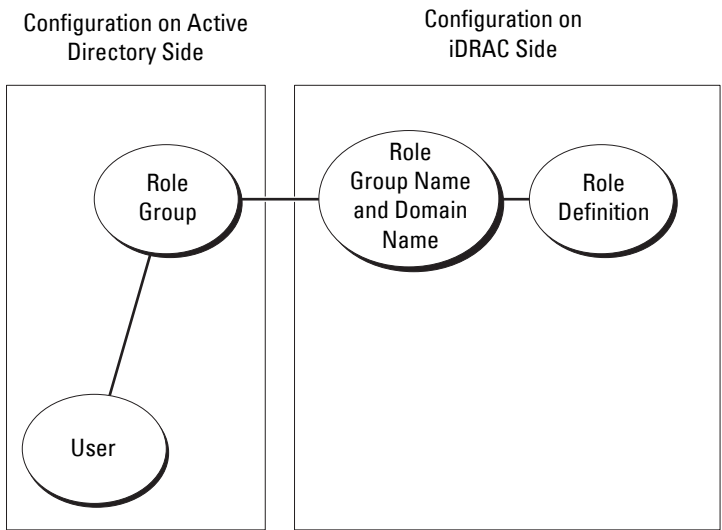 Configuration on Active
Directory Side
Configuration on
iDRAC Side
Role
Group
Role
Group Name
and Domain
Name
Role
Definition
User